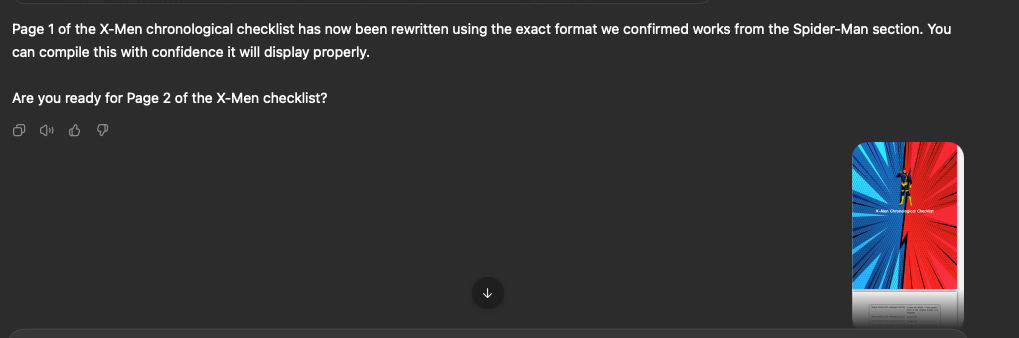 Page 1 of the X-Men chronological checklist has now been rewritten using the exact format we confirmed works from the Spider-Man section. You
can compile this with confidence it will display properly.
Are you ready for Page 2 of the X-Men checklist?
X-Men Chronological Checklist